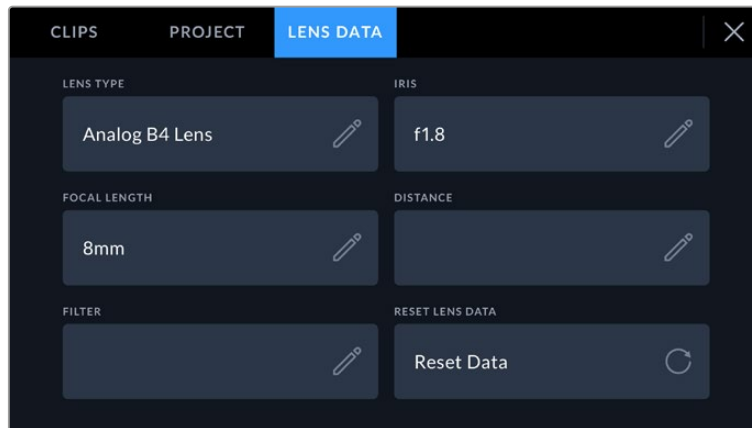 CLIPS PROJECT LENS DATA
LENS TYPE IRIS
Analog B4 Lens f1.8
FOCAL LENGTH DISTANCE
8mm
FILTER RESET LENS DATA
Reset Data